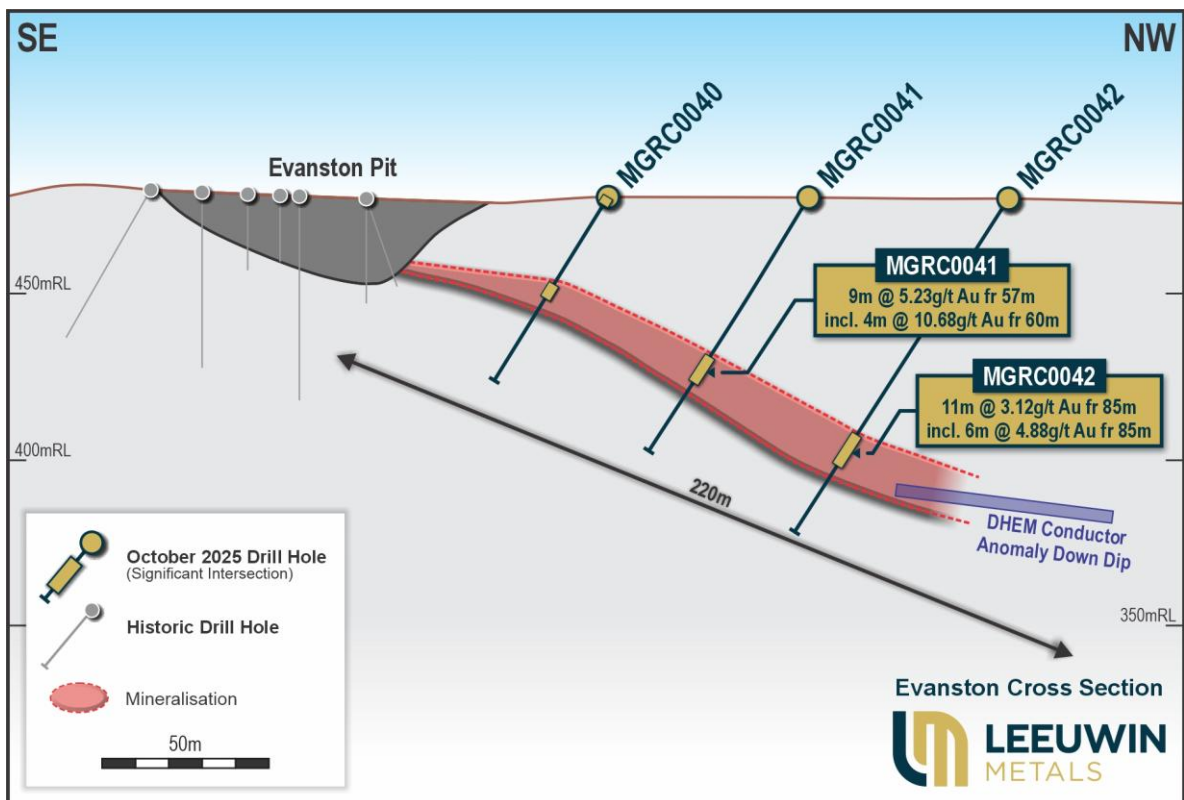 SE
NW
MGRC0040
MGRC0041
MGRC0042
Evanston Pit
450mRL
MGRC0041
9m @ 5.23g/t Au fr 57m
incl. 4m @ 10.68g/t Au fr 60m
MGRC0042
11m @ 3.12g/t Au fr 85m
incl. 6m @ 4.88g/t Au fr 85m
400mRL
220m
DHEM Conductor
Anomaly Down Dip
350mRL
October 2025 Drill Hole
(Significant Intersection)
Historic Drill Hole
Mineralisation
50m
Evanston Cross Section
LEEUWIN
METALS